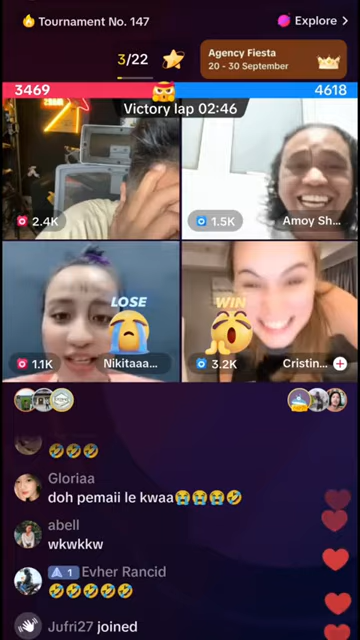 Tournament No. 147
Explore >
3/22
Agency Fiesta
20 - 30 September
3469
4618
Victory lap 02:46
2.4K
1.5K
Amoy Sh...
LOSE
WIN
1.1K
Nikitaaa...
3.2K
Cristin...
🤣🤣🤣
Gloriaa
doh pemaii le kwaa😭😭😭🤣
abell
wkwkkw
1 Evher Rancid
🤣🤣🤣🤣🤣
Jufri27 joined